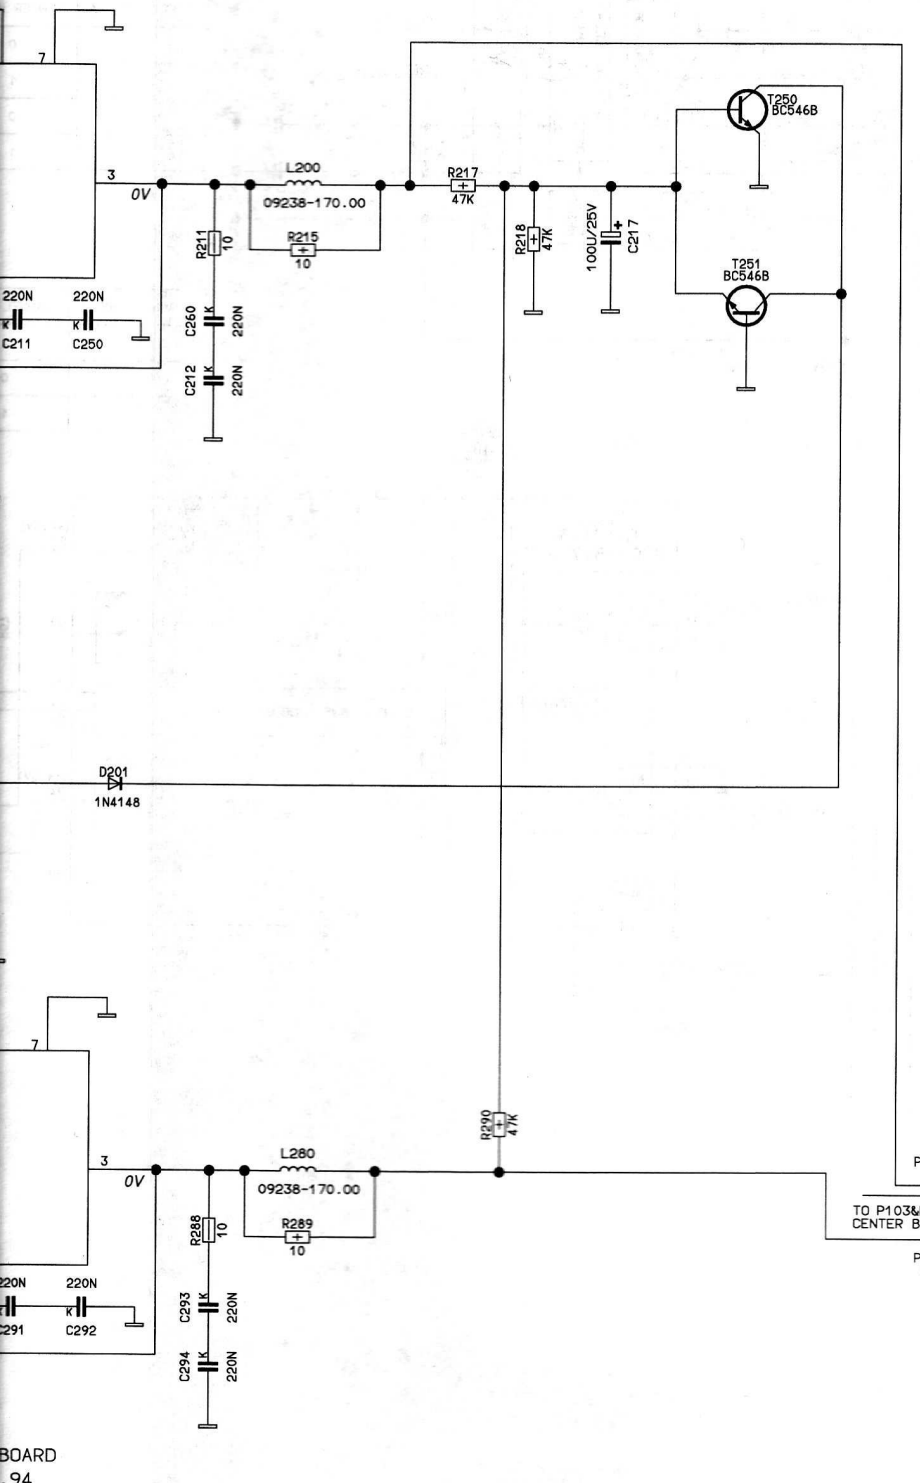 7
T250
BC546B
3
0V
L200
09238-170.00
R217
47K
R211
10
R215
10
R218
47K
100U/25V
+
C217
T251
BC546B
220N
220N
K
K
C211
C250
C260
K
220N
C212
K
220N
D201
1N4148
7
R290
47K
3
0V
L280
09238-170.00
R288
10
R289
10
P
TO P103&
CENTER B
P
220N
220N
K
K
C291
C292
C293
K
220N
C294
K
220N
BOARD
.94